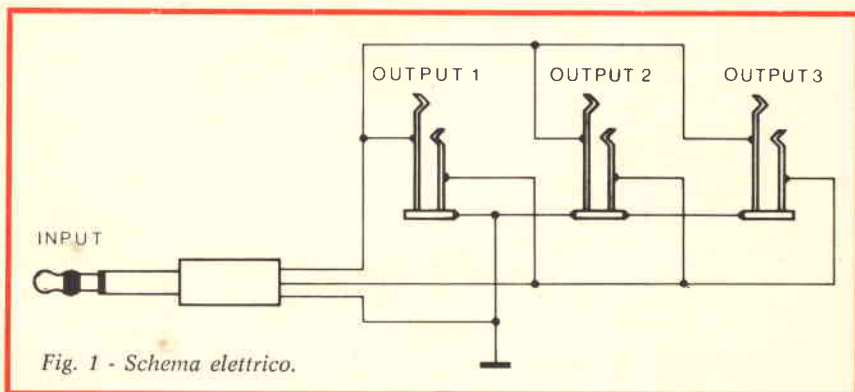 OUTPUT 1
OUTPUT 2
OUTPUT 3
INPUT
Fig. 1 - Schema elettrico.